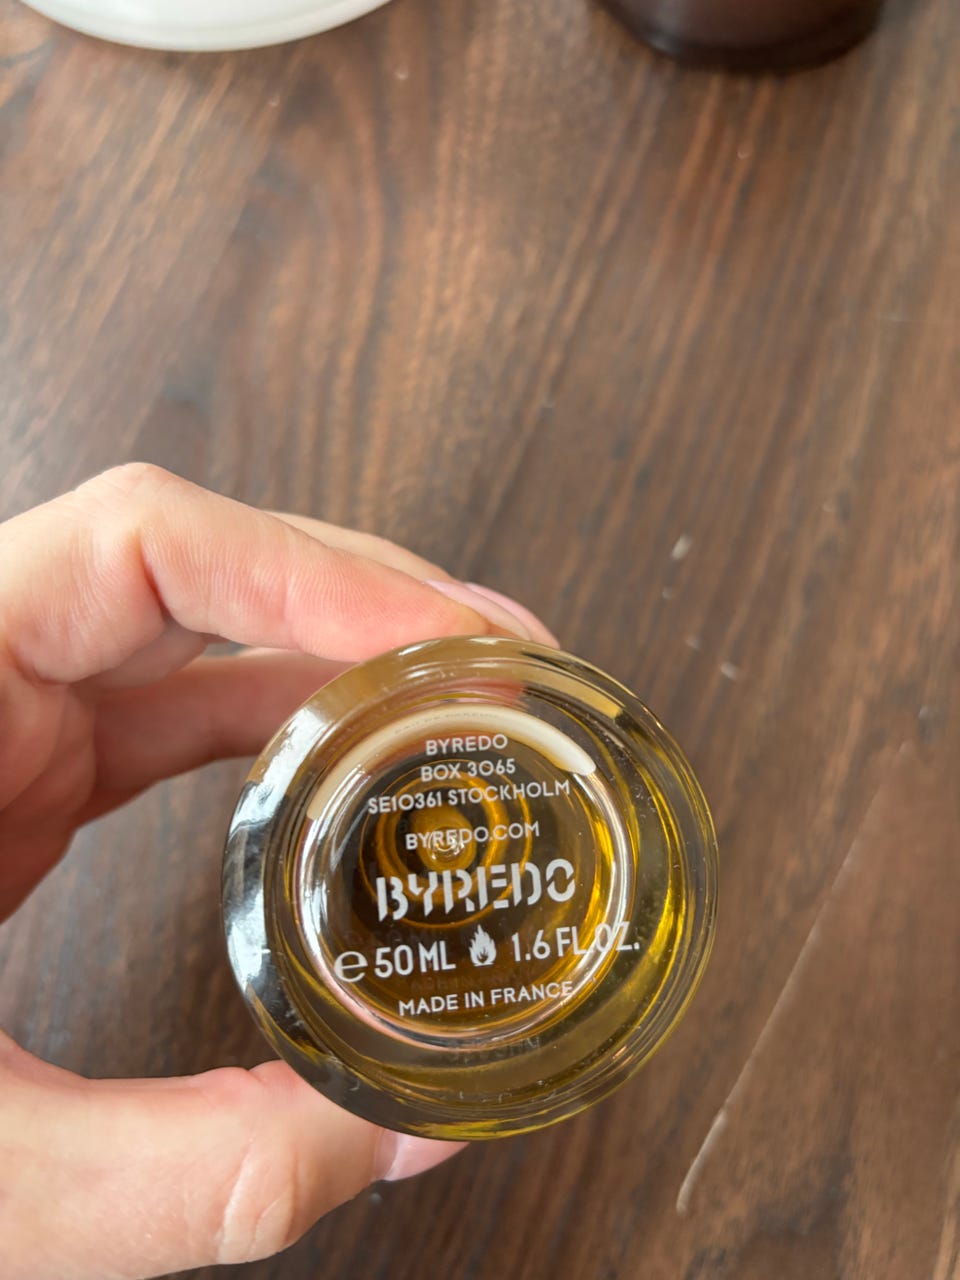 BYREDO
BOX 3065
SE10361 STOCKHOLM
BYREDO.COM
BYREDO
℮ 50 ML 1.6 FL.OZ.
MADE IN FRANCE